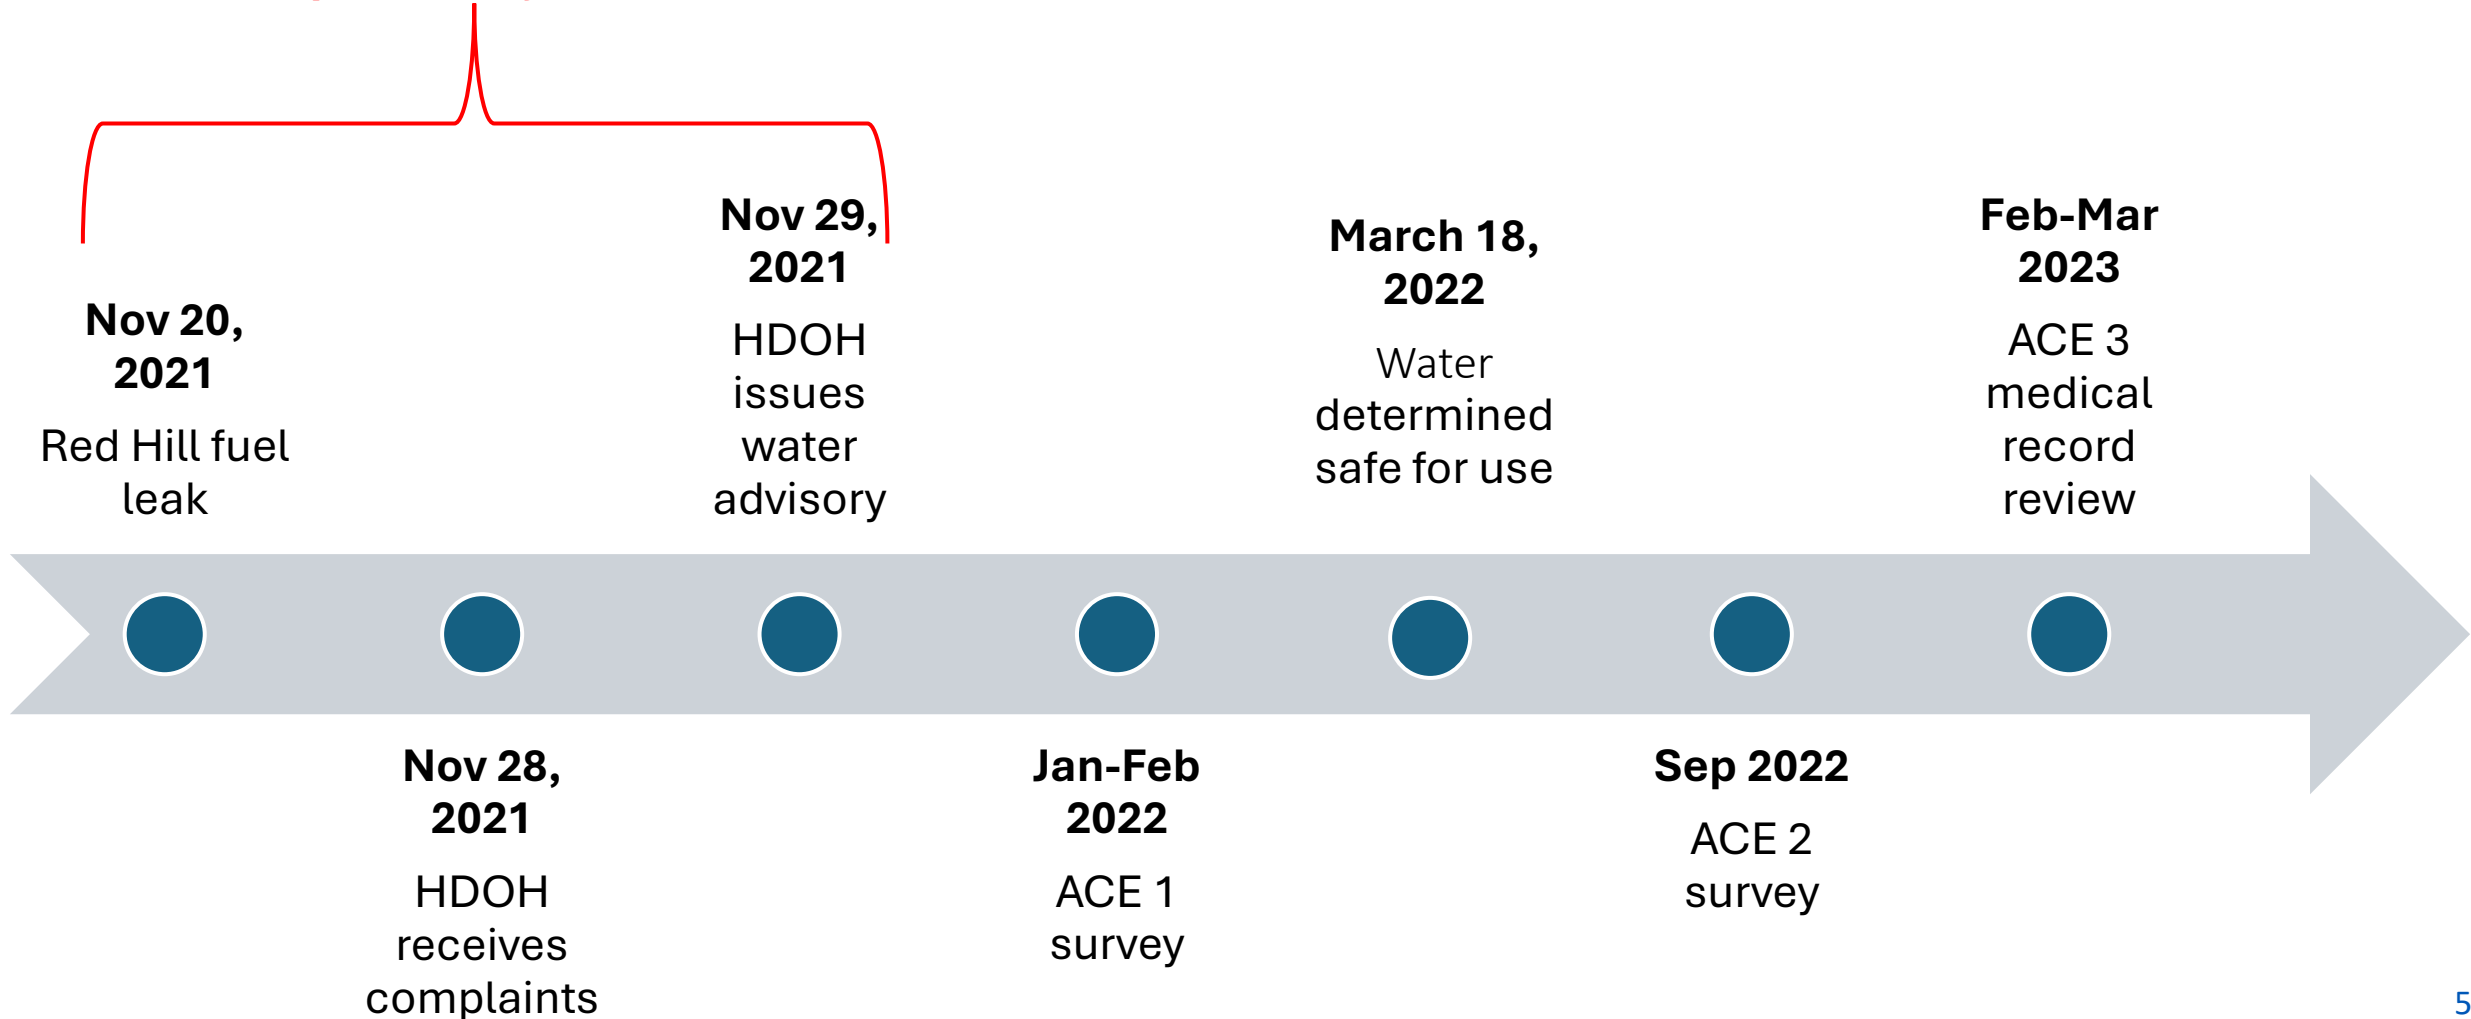 Nov 20,
2021
Red Hill fuel
leak
Nov 28,
2021
HDOH
receives
complaints
Nov 29,
2021
HDOH
issues
water
advisory
Jan-Feb
2022
ACE 1
survey
March 18,
2022
Water
determined
safe for use
Sep 2022
ACE 2
survey
Feb-Mar
2023
ACE 3
medical
record
review
5